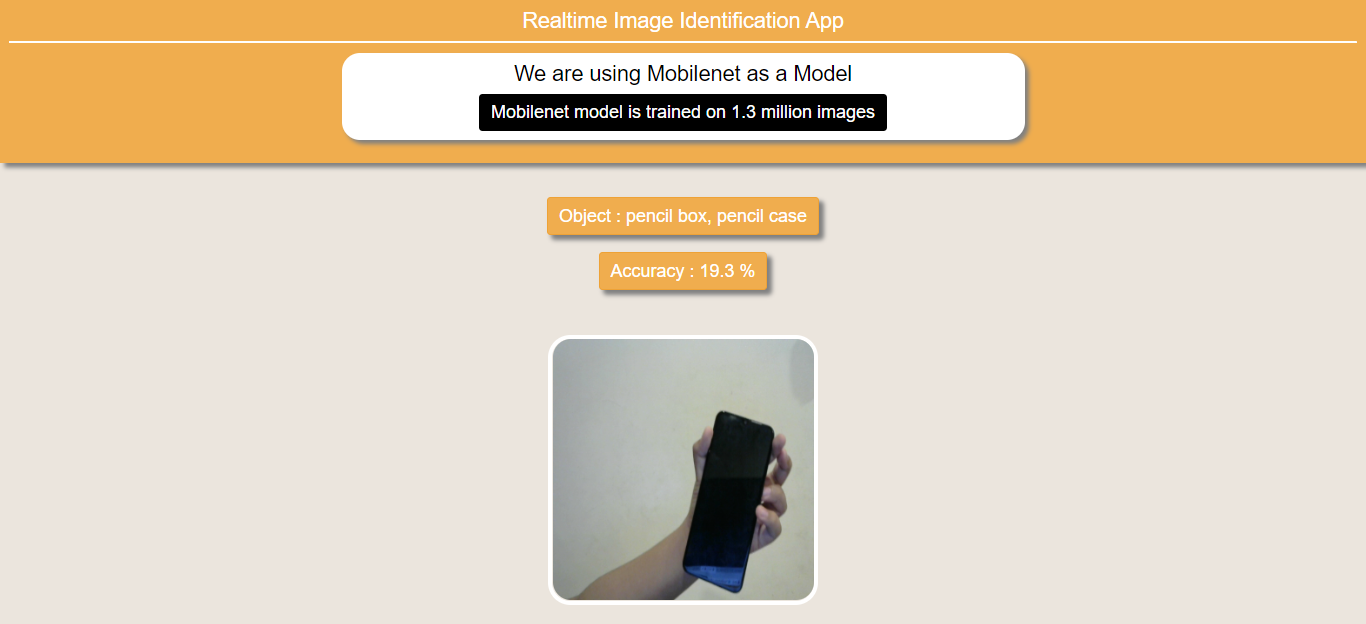 Realtime Image Identification App
We are using Mobilenet as a Model
Mobilenet model is trained on 1.3 million images
Object : pencil box, pencil case
Accuracy : 19.3 %